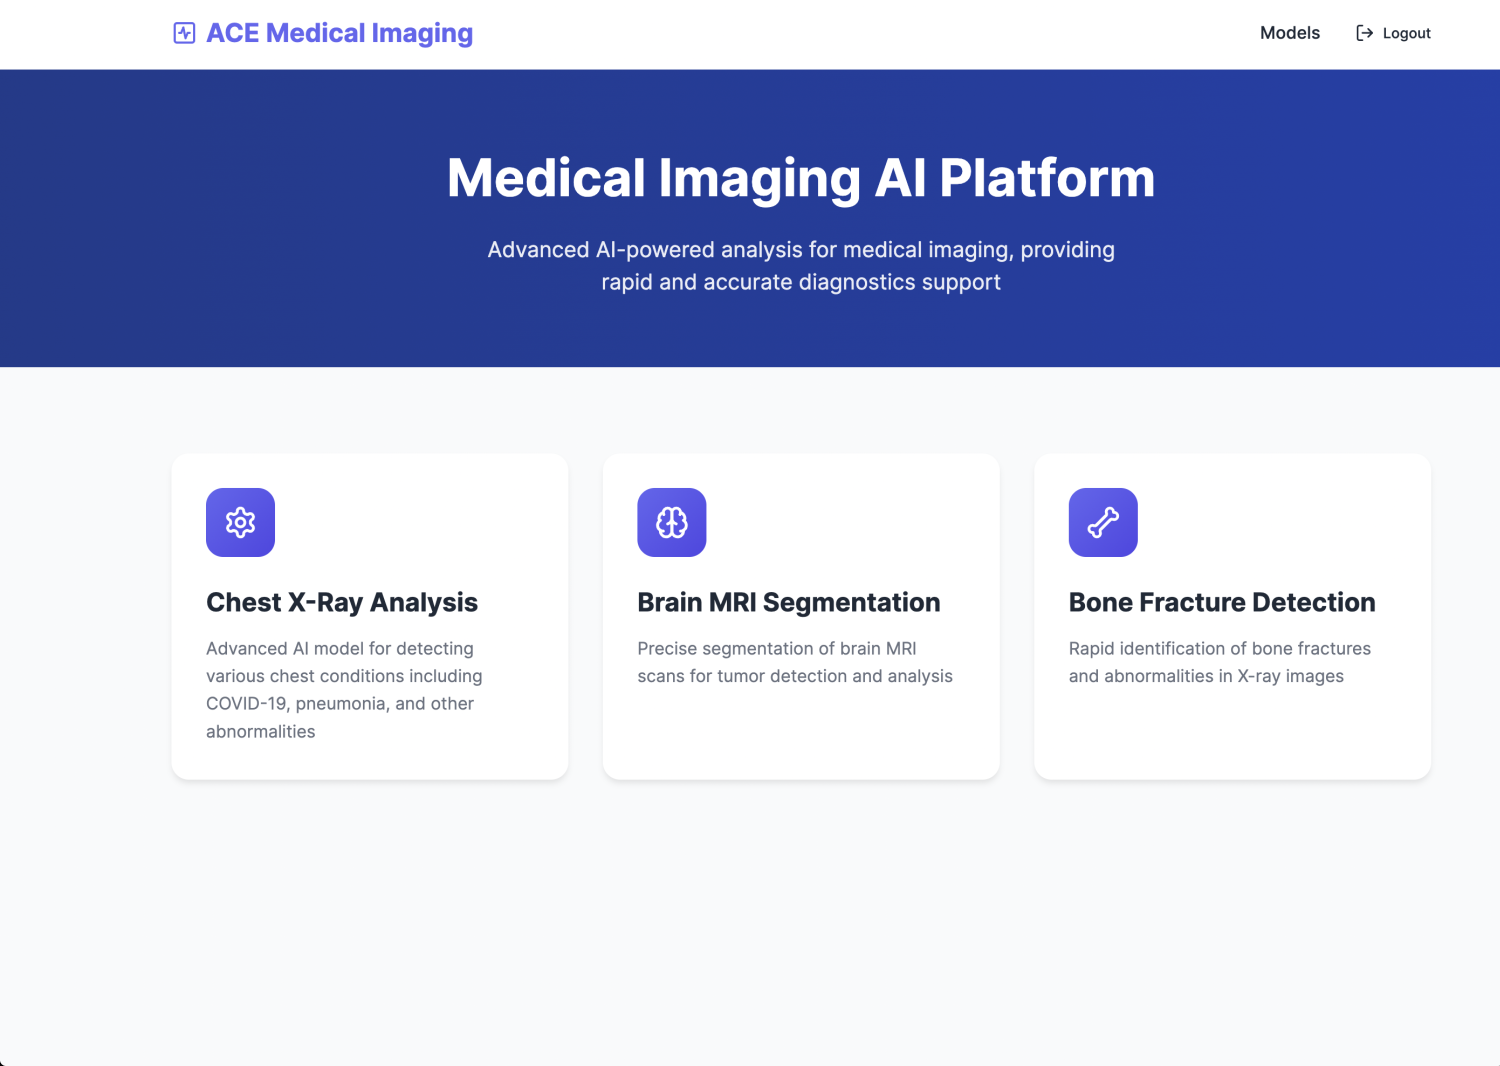 ACE Medical Imaging
Models
Logout
Medical Imaging AI Platform
Advanced AI-powered analysis for medical imaging, providing
rapid and accurate diagnostics support
Chest X-Ray Analysis
Advanced AI model for detecting
various chest conditions including
COVID-19, pneumonia, and other
abnormalities
Brain MRI Segmentation
Precise segmentation of brain MRI
scans for tumor detection and analysis
Bone Fracture Detection
Rapid identification of bone fractures
and abnormalities in X-ray images